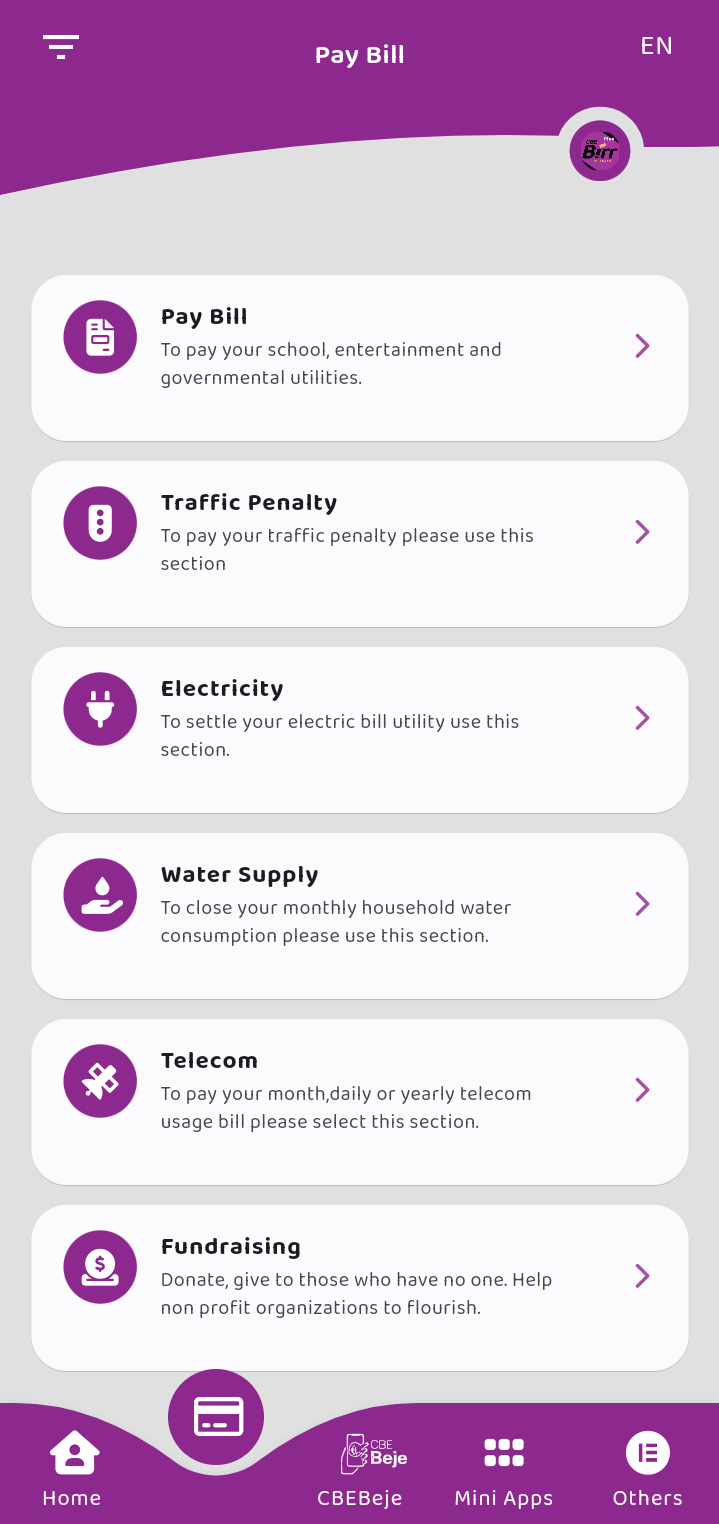 Pay Bill
EN
CBE
Birr
Pay Bill
To pay your school, entertainment and
governmental utilities.
Traffic Penalty
To pay your traffic penalty please use this
section
Electricity
To settle your electric bill utility use this
section.
Water Supply
To close your monthly household water
consumption please use this section.
Telecom
To pay your month,daily or yearly telecom
usage bill please select this section.
Fundraising
$
Donate, give to those who have no one. Help
non profit organizations to flourish.
CBE
Beje
Home
CBEBeje
Mini Apps
Others